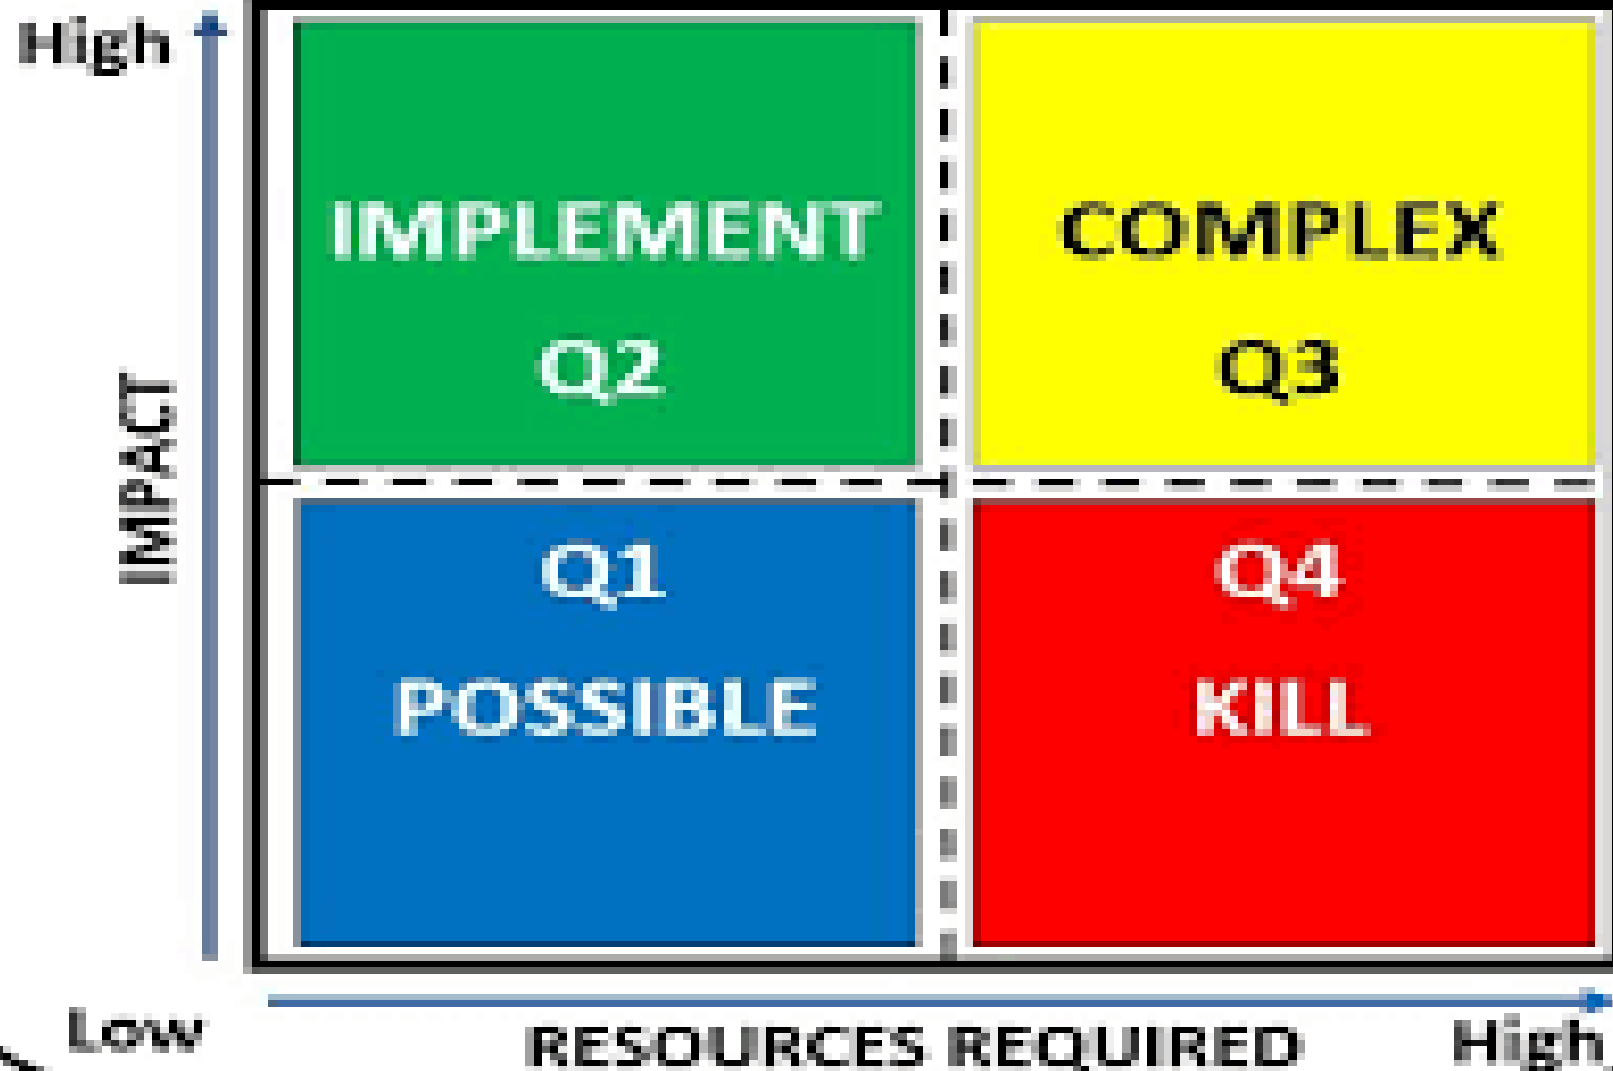 High
IMPLEMENT
Q2
COMPLEX
Q3
IMPACT
Q1
POSSIBLE
Q4
KILL
Low
RESOURCES REQUIRED
High